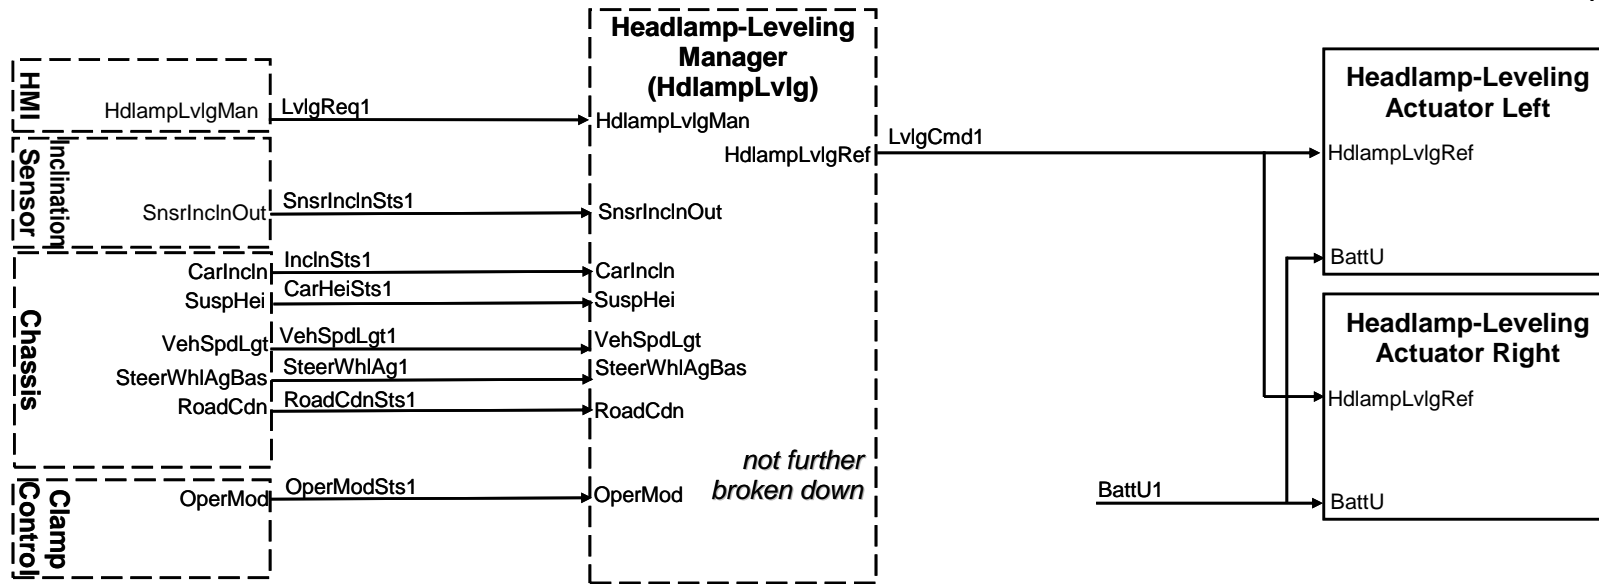 Headlamp-Leveling
Manager
(HdlampLvlg)
HMI
HdlampLvlgMan
LvlgReq1
HdlampLvlgMan
HdlampLvlgRef
LvlgCmd1
Inclination
Sensor
SnsrInclnOut
SnsrInclnSts1
SnsrInclnOut
Chassis
CarIncln
InclnSts1
CarIncln
SuspHei
CarHeiSts1
SuspHei
VehSpdLgt
VehSpdLgt1
VehSpdLgt
SteerWhlAgBas
SteerWhlAg1
SteerWhlAgBas
RoadCdn
RoadCdnSts1
RoadCdn
not further
broken down
Clamp
Control
OperMod
OperModSts1
OperMod
Headlamp-Leveling
Actuator Left
HdlampLvlgRef
BattU
Headlamp-Leveling
Actuator Right
HdlampLvlgRef
BattU1
BattU